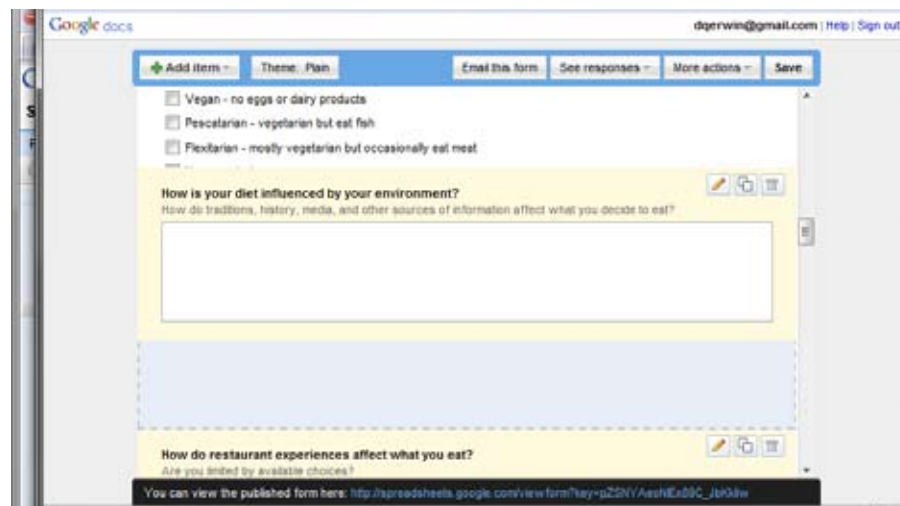 Google docs
dqerwin@gmail.com | Help | Sign out
Add item
Theme: Plain
Email this form
See responses
More actions
Save
Vegan - no eggs or dairy products
Pescatarian - vegetarian but eat fish
Flexitarian - mostly vegetarian but occasionally eat meat
How is your diet influenced by your environment?
How do traditions, history, media, and other sources of information affect what you decide to eat?
How do restaurant experiences affect what you eat?
Are you limited by available choices?
You can view the published form here: